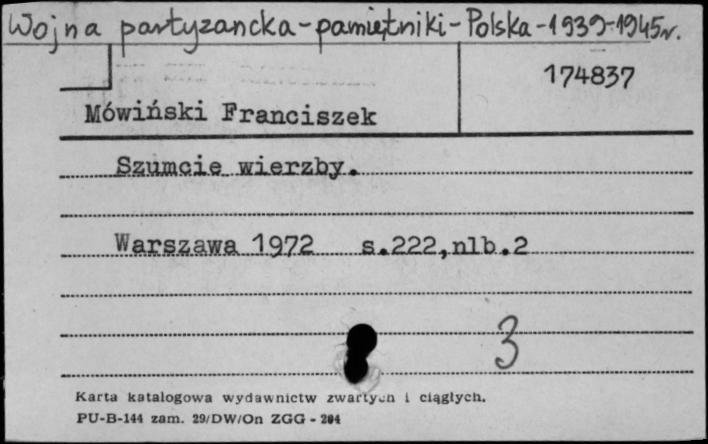 Wojna partyzancka - pamiętniki - Polska - 1939-1945r.
174837
Mówiński Franciszek
Szumcie wierzby.
Warszawa 1972 s.222,nlb.2
3
Karta katalogowa wydawnictw zwartych i ciągłych.
PU-B-144 zam. 29/DW/On ZGG - 204